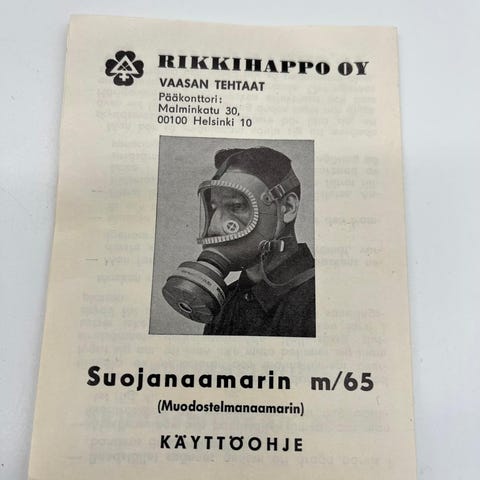 RIKKIHAPPO OY
VAASAN TEHTAAT
Pääkonttori:
Malminkatu 30,
00100 Helsinki 10
Suojanaamarin m/65
(Muodostelmanaamarin)
KÄYTTÖOHJE